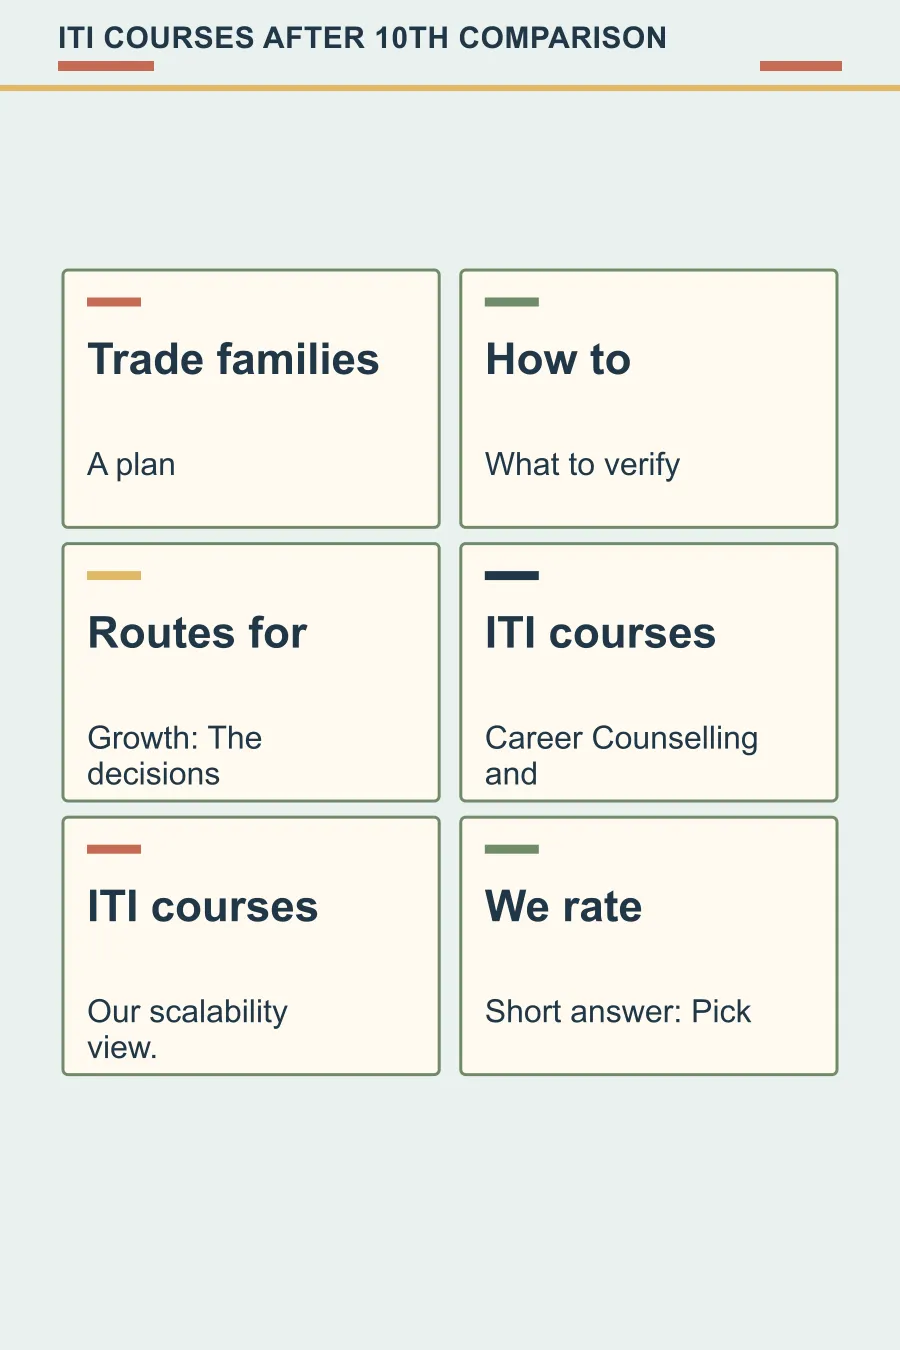 ITI COURSES AFTER 10TH COMPARISON
Trade families
A plan
How to
What to verify
Routes for
Growth: The
decisions
ITI courses
Career Counselling
and
ITI courses
Our scalability
view.
We rate
Short answer: Pick